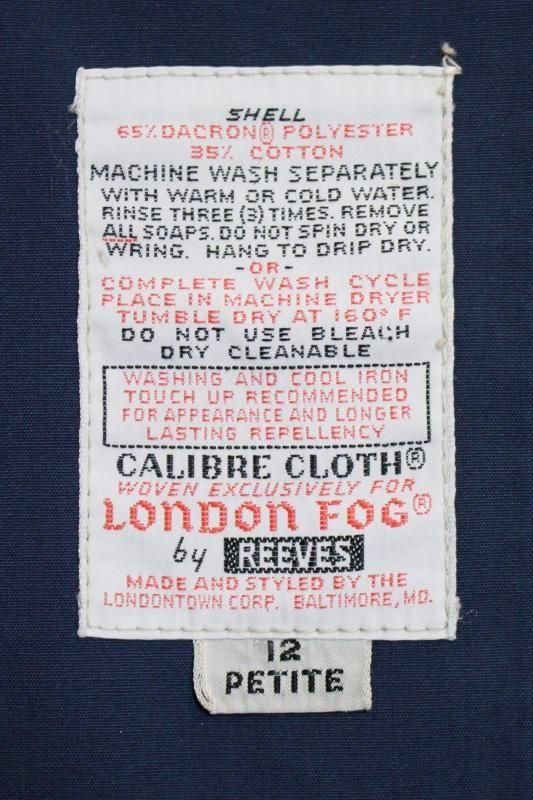 SHELL
65% DACRON® POLYESTER
35% COTTON
MACHINE WASH SEPARATELY
WITH WARM OR COLD WATER.
RINSE THREE (3) TIMES. REMOVE
ALL SOAPS. DO NOT SPIN DRY OR
WRING. HANG TO DRIP DRY.
-OR-
COMPLETE WASH CYCLE
PLACE IN MACHINE DRYER
TUMBLE DRY AT 160° F
DO NOT USE BLEACH
DRY CLEANABLE
WASHING AND COOL IRON
TOUCH UP RECOMMENDED
FOR APPEARANCE AND LONGER
LASTING REPELLENCY
CALIBRE CLOTH®
WOVEN EXCLUSIVELY FOR
LONDON FOG®
by REEVES
MADE AND STYLED BY THE
LONDONTOWN CORP. BALTIMORE, MD.
12
PETITE